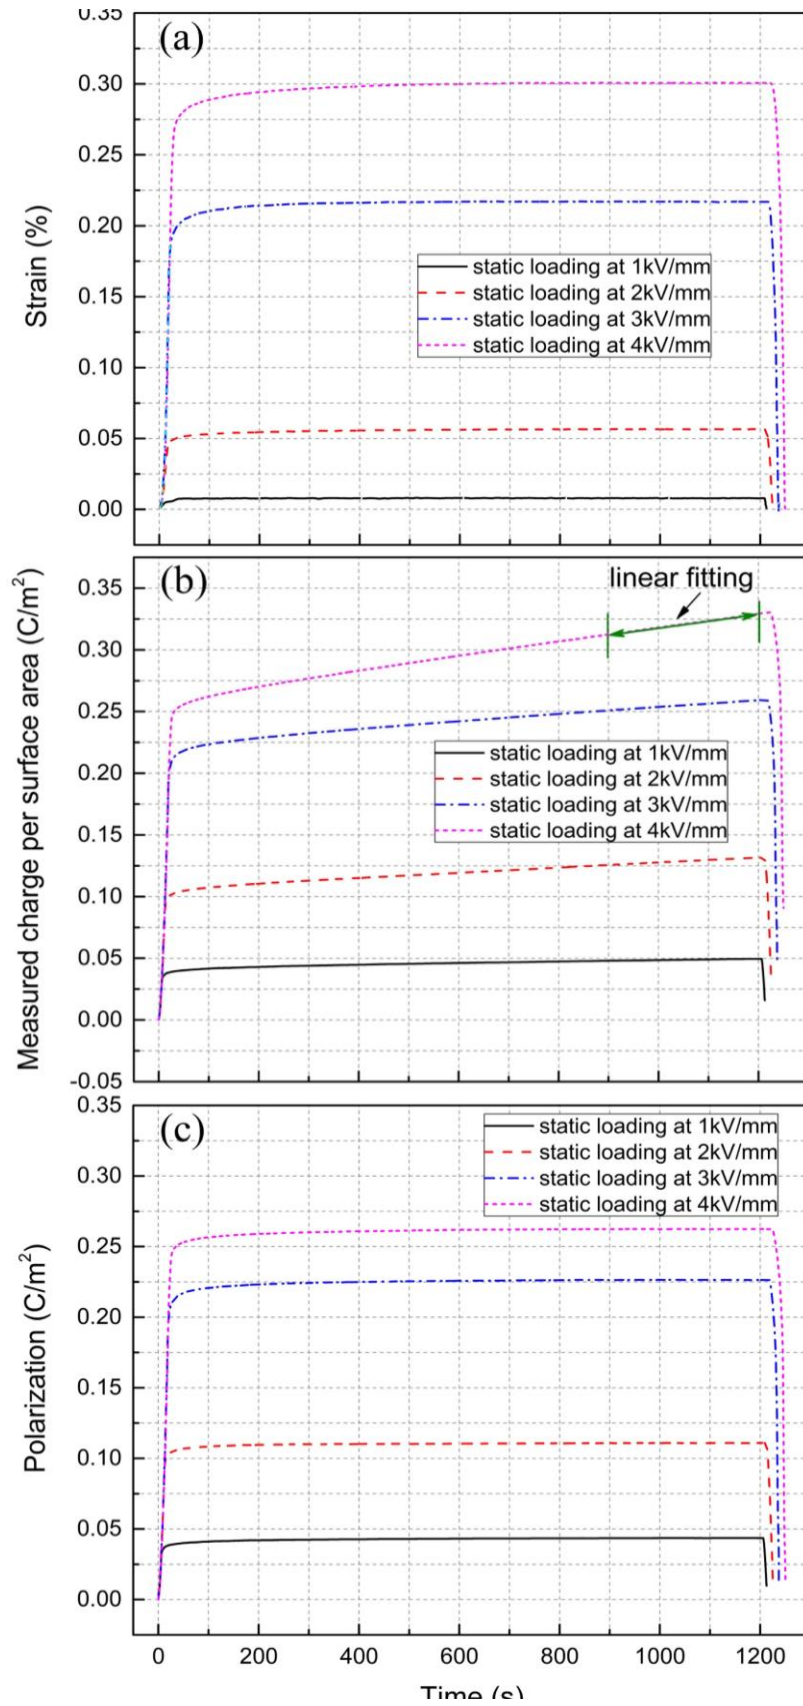 0.35
(a)
0.30
0.25
0.20
0.15
0.10
0.05
0.00
Strain (%)
static loading at 1kV/mm
static loading at 2kV/mm
static loading at 3kV/mm
static loading at 4kV/mm
(b)
linear fitting
0.35
0.30
0.25
0.20
0.15
0.10
0.05
0.00
-0.05
Measured charge per surface area (C/m²)
static loading at 1kV/mm
static loading at 2kV/mm
static loading at 3kV/mm
static loading at 4kV/mm
0.35
(c)
0.30
0.25
0.20
0.15
0.10
0.05
0.00
Polarization (C/m²)
static loading at 1kV/mm
static loading at 2kV/mm
static loading at 3kV/mm
static loading at 4kV/mm
0 200 400 600 800 1000 1200
Time (s)